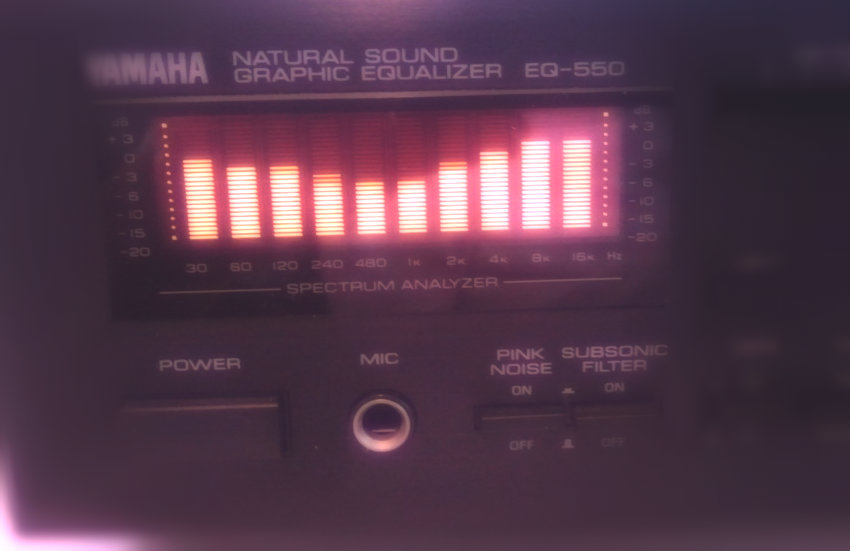 YAMAHA NATURAL SOUND
GRAPHIC EQUALIZER EQ-550
dB dB
+3 +3
0 0
-3 -3
-6 -6
-10 -10
-15 -15
-20 -20
30 60 120 240 480 1K 2K 4K 8K 16K Hz
SPECTRUM ANALYZER
POWER MIC PINK NOISE SUBSONIC FILTER
ON ON
OFF OFF